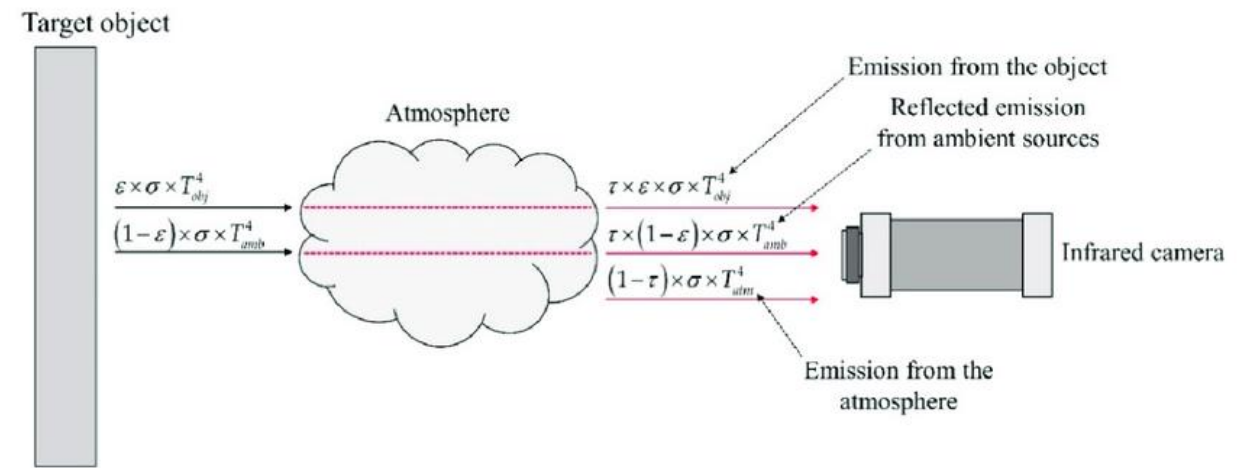 Target object
Atmosphere
Emission from the object
Reflected emission
from ambient sources
ε×σ×T⁴obj
(1−ε)×σ×T⁴amb
τ×ε×σ×T⁴obj
τ×(1−ε)×σ×T⁴amb
(1−τ)×σ×T⁴atm
Infrared camera
Emission from the
atmosphere